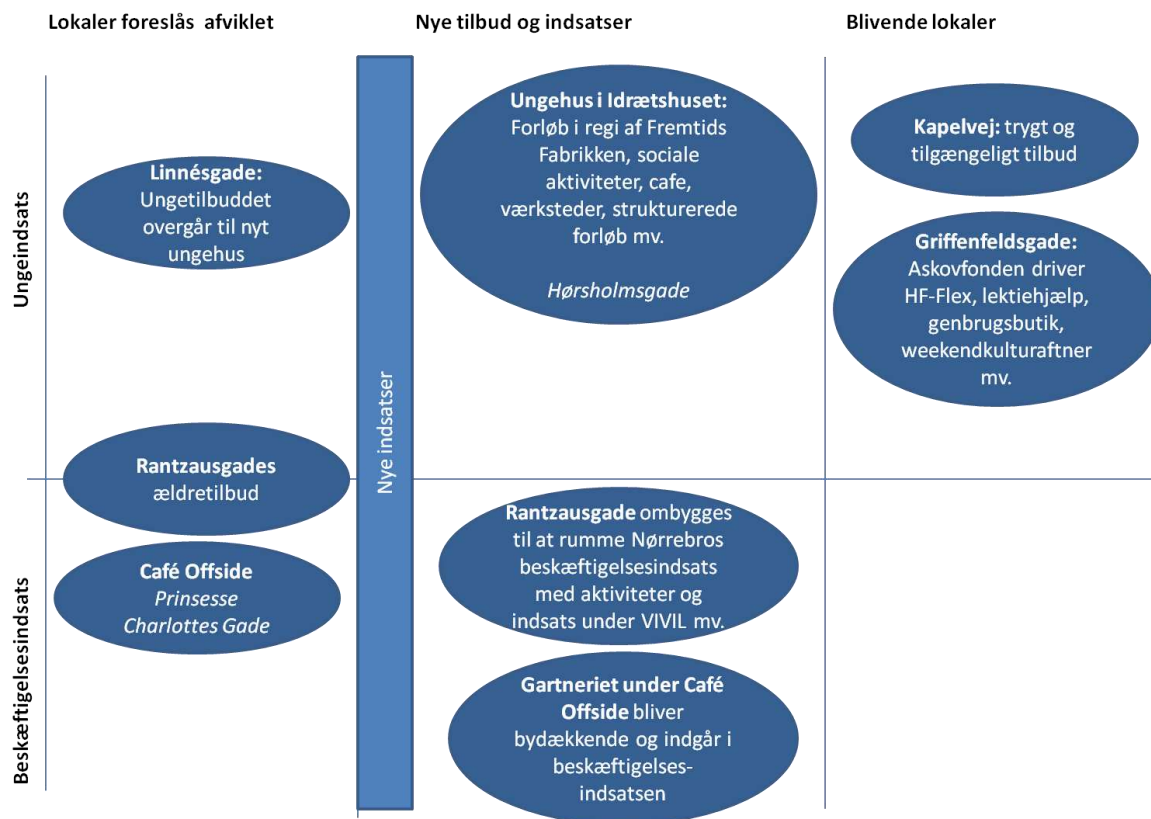 Lokaler foreslås afviklet
Nye tilbud og indsatser
Blivende lokaler
Ungeindsats
Linnésgade:
Ungetilbuddet
overgår til nyt
ungehus
Rantzausgades
ældretilbud
Nye indsatser
Ungehus i Idrætshuset:
Forløb i regi af Fremtids
Fabrikken, sociale
aktiviteter, cafe,
værksteder, strukturerede
forløb mv.
Hørsholmsgade
Kapelvej: trygt og
tilgængeligt tilbud
Griffenfeldsgade:
Askovfonden driver
HF-Flex, lektiehjælp,
genbrugsbutik,
weekendkulturaftner
mv.
Beskæftigelsesindsats
Café Offside
Prinsesse
Charlottes Gade
Rantzausgade ombygges
til at rumme Nørrebros
beskæftigelsesindsats
med aktiviteter og
indsats under VIVIL mv.
Gartneriet under Café
Offside bliver
bydækkende og indgår i
beskæftigelses-
indsatsen